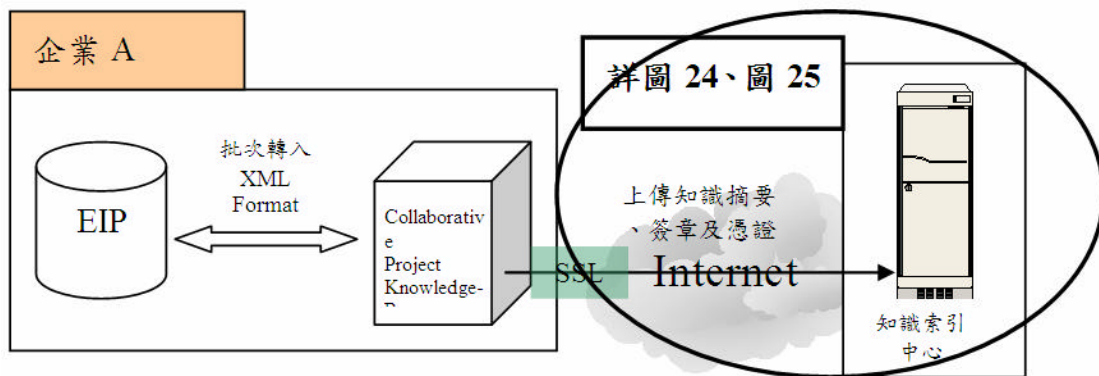 企業 A
詳圖 24、圖 25
批次轉入
XML
Format
EIP
Collaborativ
e
Project
Knowledge-
上傳知識摘要
、簽章及憑證
SSL
Internet
知識索引
中心